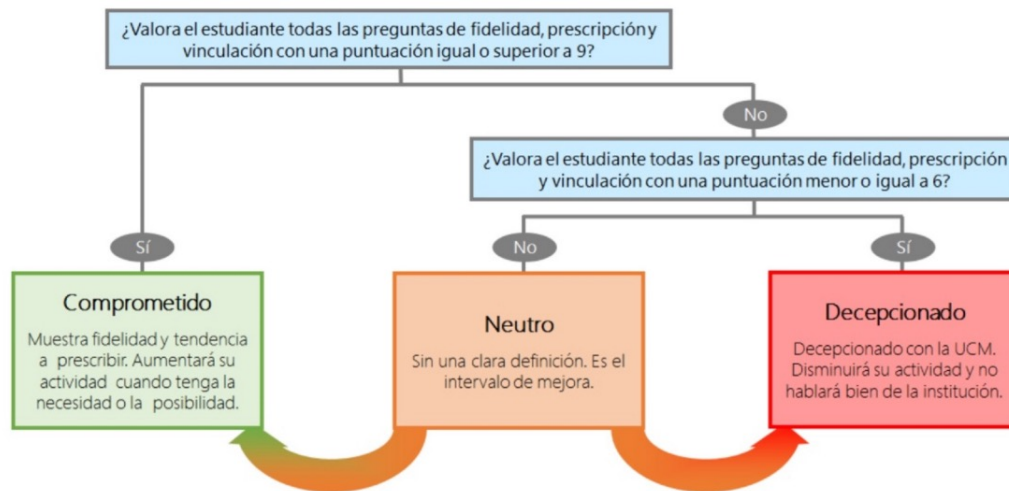 ¿Valora el estudiante todas las preguntas de fidelidad, prescripción y
vinculación con una puntuación igual o superior a 9?
No
¿Valora el estudiante todas las preguntas de fidelidad, prescripción
y vinculación con una puntuación menor o igual a 6?
Sí
No
Sí
Comprometido
Muestra fidelidad y tendencia
a prescribir. Aumentará su
actividad cuando tenga la
necesidad o la posibilidad.
Neutro
Sin una clara definición. Es el
intervalo de mejora.
Decepcionado
Decepcionado con la UCM.
Disminuirá su actividad y no
hablará bien de la institución.